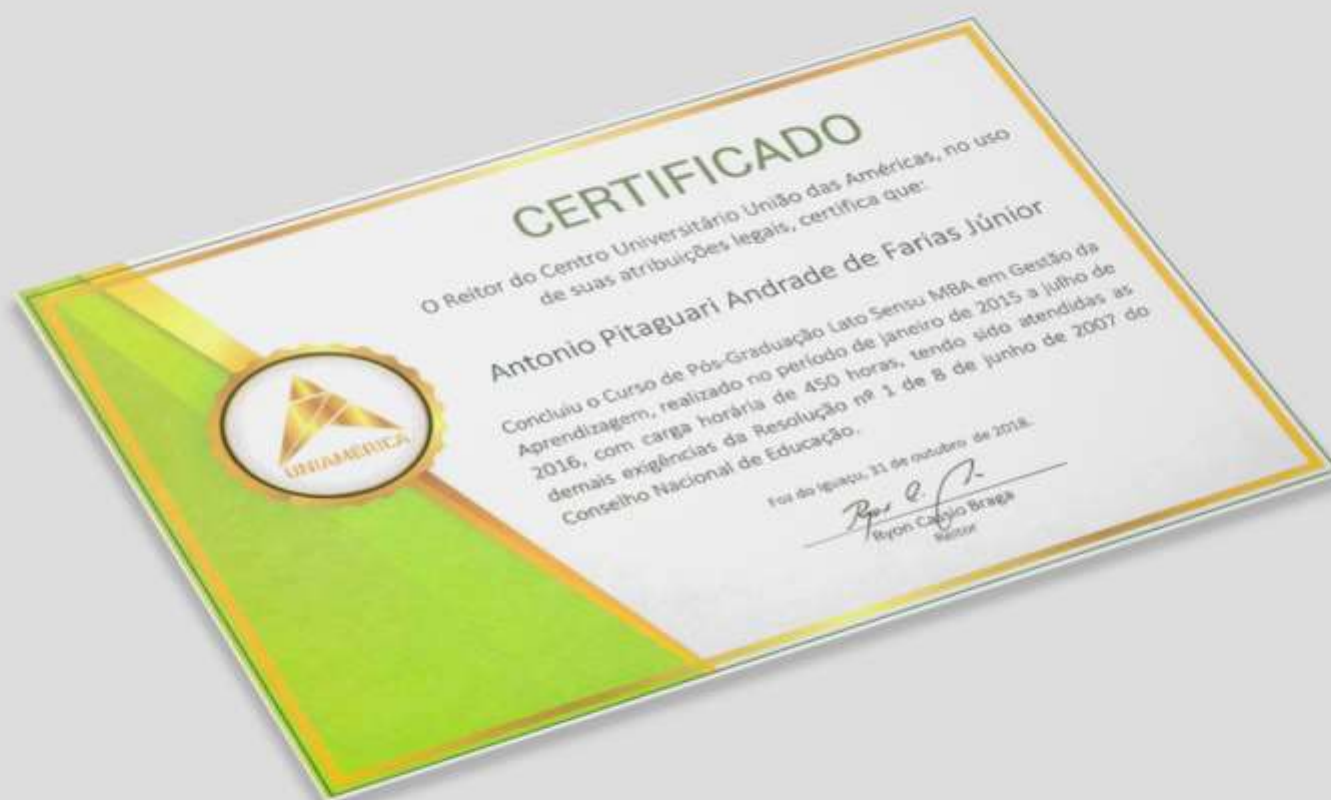 CERTIFICADO
O Reitor do Centro Universitário União das Américas, no uso
de suas atribuições legais, certifica que:
Antonio Pitaguari Andrade de Farias Júnior
Concluiu o Curso de Pós-Graduação Lato Sensu MBA em Gestão da
Aprendizagem, realizado no período de janeiro de 2015 a julho de
2016, com carga horária de 450 horas, tendo sido atendidas as
demais exigências da Resolução nº 1 de 8 de junho de 2007 do
Conselho Nacional de Educação.
Foz do Iguaçu, 31 de outubro de 2018.
Ryon Cassio Braga
Reitor
UNIAMÉRICA